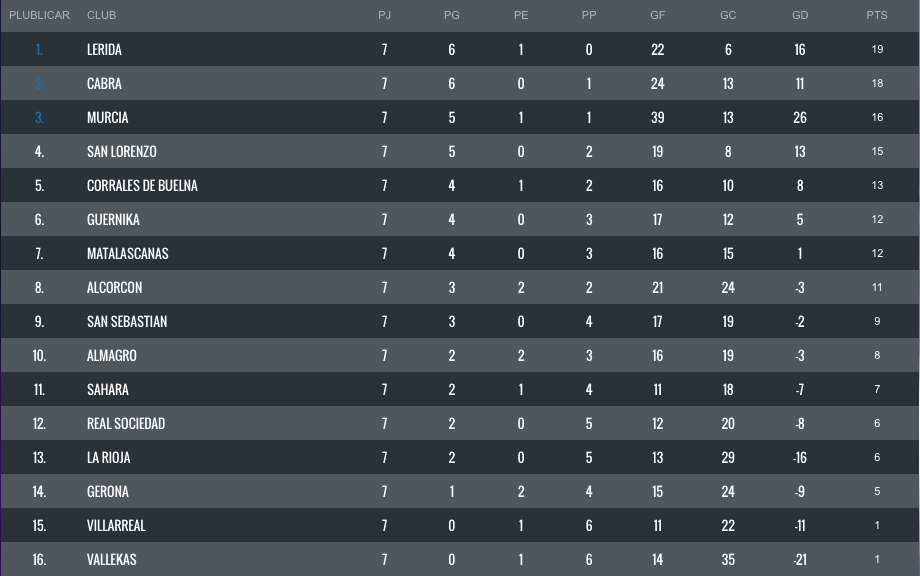 PLUBLICAR CLUB PJ PG PE PP GF GC GD PTS
1. LERIDA 7 6 1 0 22 6 16 19
2. CABRA 7 6 0 1 24 13 11 18
3. MURCIA 7 5 1 1 39 13 26 16
4. SAN LORENZO 7 5 0 2 19 8 13 15
5. CORRALES DE BUELNA 7 4 1 2 16 10 8 13
6. GUERNIKA 7 4 0 3 17 12 5 12
7. MATALASCANAS 7 4 0 3 16 15 1 12
8. ALCORCON 7 3 2 2 21 24 -3 11
9. SAN SEBASTIAN 7 3 0 4 17 19 -2 9
10. ALMAGRO 7 2 2 3 16 19 -3 8
11. SAHARA 7 2 1 4 11 18 -7 7
12. REAL SOCIEDAD 7 2 0 5 12 20 -8 6
13. LA RIOJA 7 2 0 5 13 29 -16 6
14. GERONA 7 1 2 4 15 24 -9 5
15. VILLARREAL 7 0 1 6 11 22 -11 1
16. VALLEKAS 7 0 1 6 14 35 -21 1